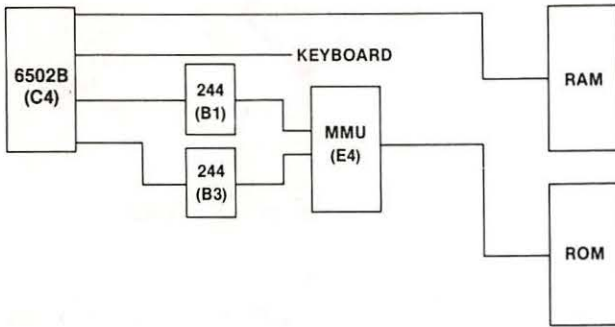 6502B
(C4)
KEYBOARD
244
(B1)
244
(B3)
MMU
(E4)
RAM
ROM